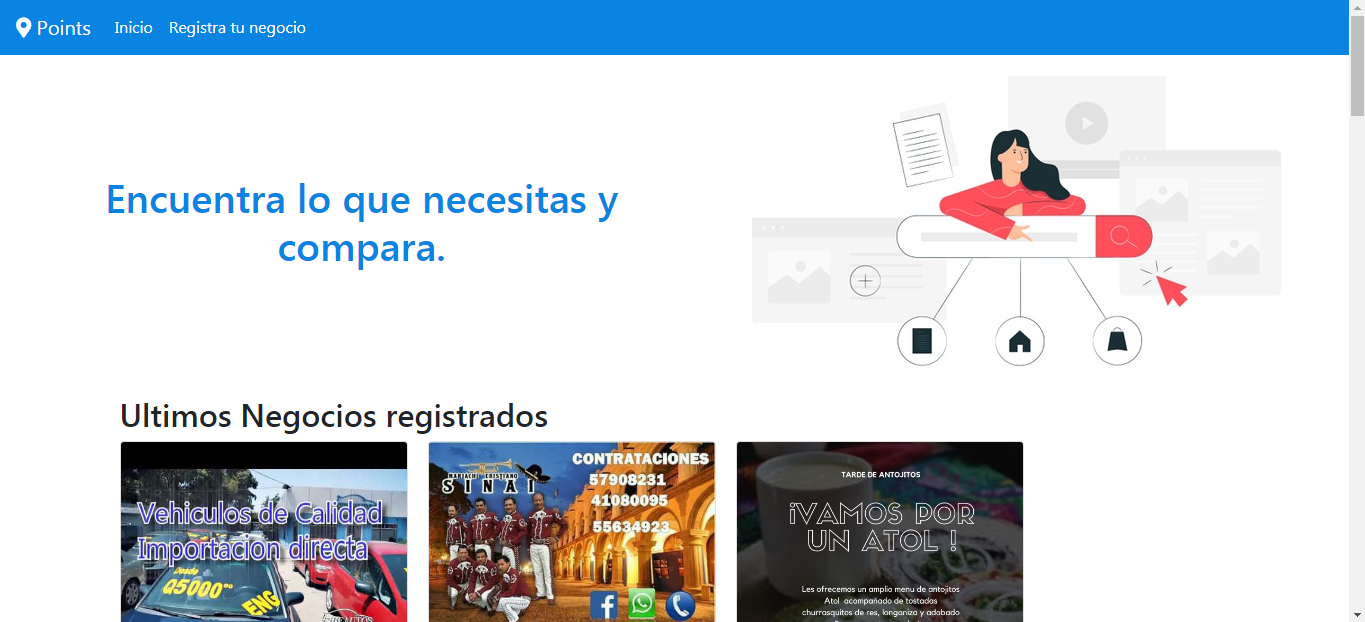 Points Inicio Registra tu negocio
Encuentra lo que necesitas y
compara.
Ultimos Negocios registrados
Vehiculos de Calidad
Importacion directa
Desde
Q5000°°
ENG
CONTRATACIONES
MARIACHI CRISTIANO
SINAI
57908231
41080095
55634923
TARDE DE ANTOJITOS
¡VAMOS POR
UN ATOL !
Les ofrecemos un amplio menu de antojitos
Atol acompañado de tostadas
churrasquitos de res, longaniza y adobado